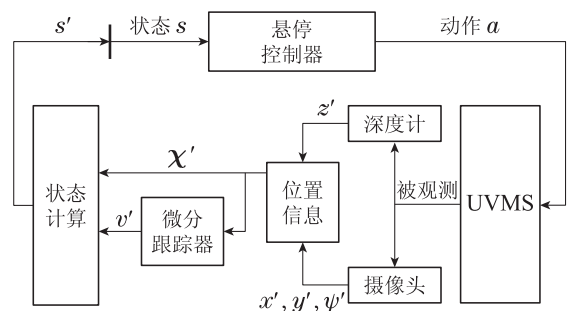 s′
状态 s
悬停
控制器
动作 a
z′
深度计
χ′
状态
计算
v′
微分
跟踪器
位置
信息
被观测
UVMS
摄像头
x′, y′, ψ′